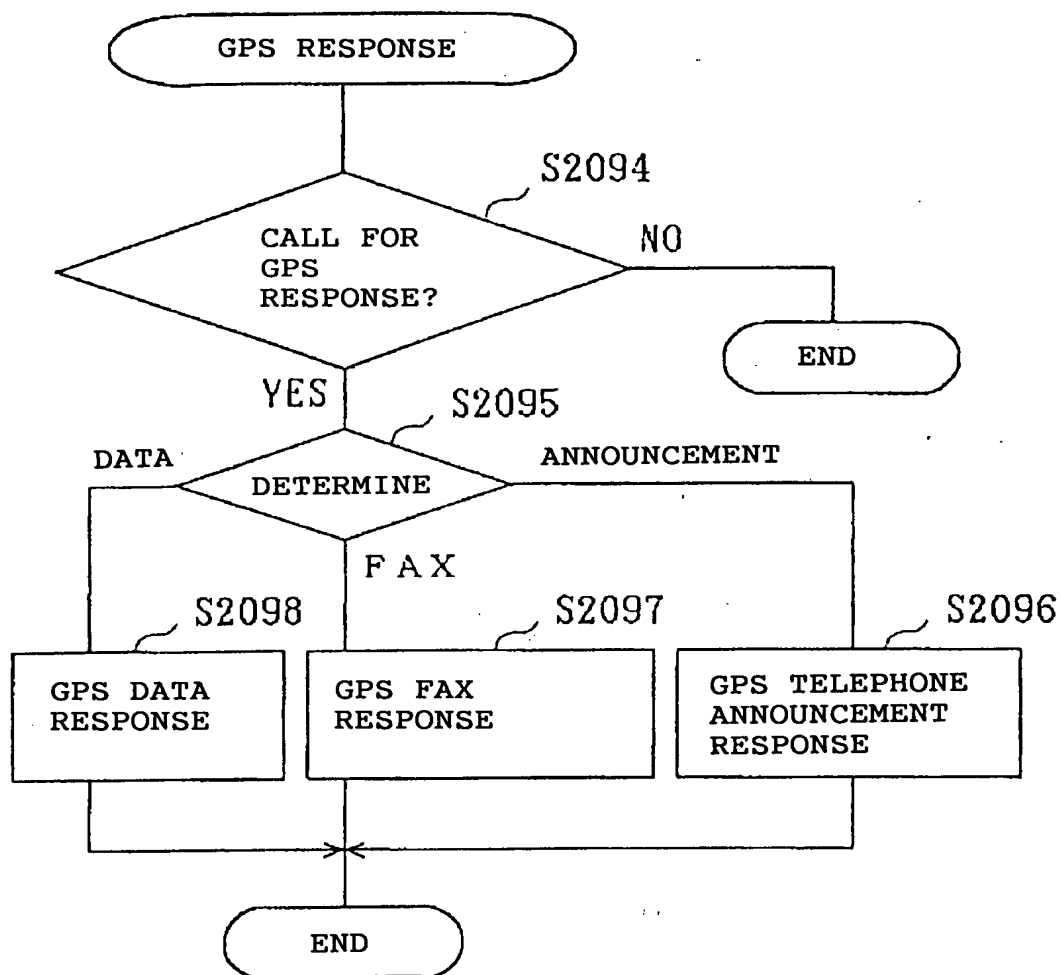 GPS RESPONSE
S2094
CALL FOR
GPS
RESPONSE?
NO
END
YES
S2095
DATA
DETERMINE
ANNOUNCEMENT
FAX
S2098
S2097
S2096
GPS DATA
RESPONSE
GPS FAX
RESPONSE
GPS TELEPHONE
ANNOUNCEMENT
RESPONSE
END